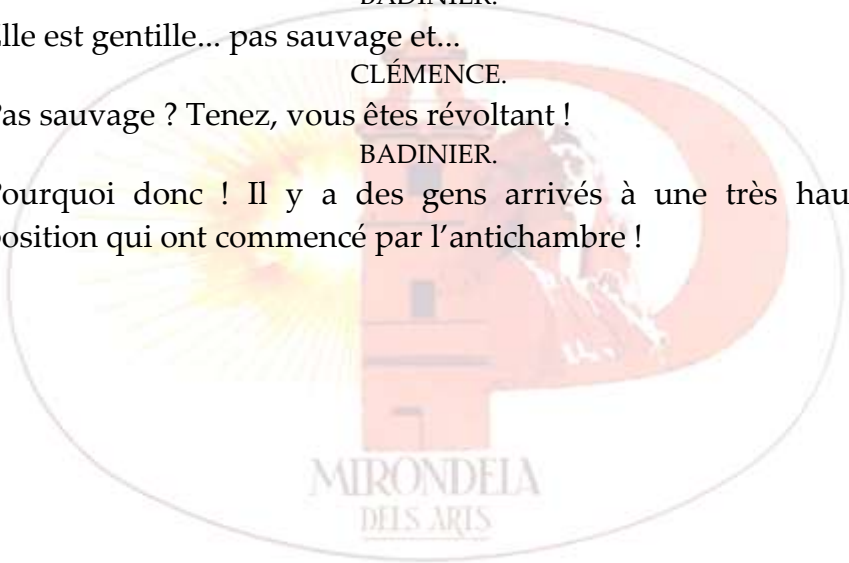 BADINIER.
lle est gentille... pas sauvage et...
CLÉMENCE.
as sauvage ? Tenez, vous êtes révoltant !
BADINIER.
ourquoi donc ! Il y a des gens arrivés à une très hau
osition qui ont commencé par l’antichambre !
MIRONDELA
DELS ARTS